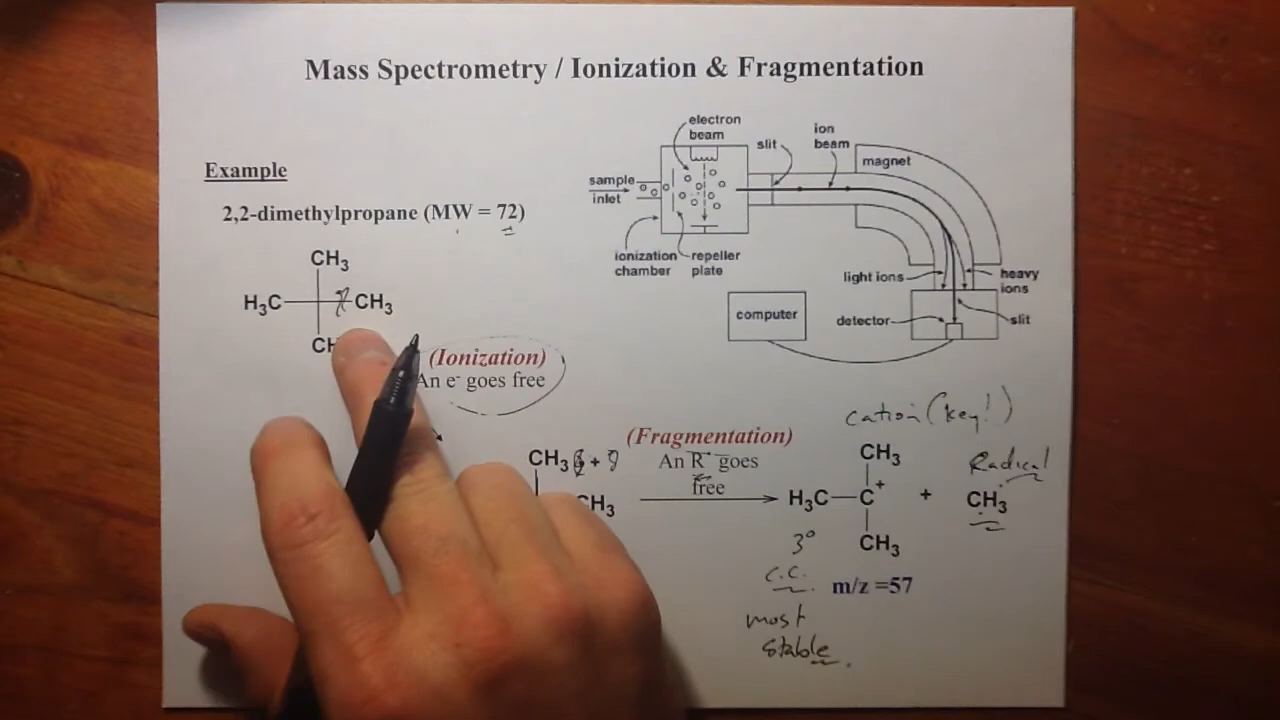 Mass Spectrometry / Ionization & Fragmentation
Example
2,2-dimethylpropane (MW = 72)
CH3
H3C
CH3
CH
(Ionization)
An e- goes free
electron
beam
slit
ion
beam
magnet
sample
inlet
ionization
chamber
repeller
plate
light ions
heavy
ions
computer
detector
slit
CH3
+
CH3
(Fragmentation)
An R· goes
free
cation (key!)
CH3
H3C
C
+
CH3
+
Radical
CH3
3°
c.c.
m/z =57
most
stable.